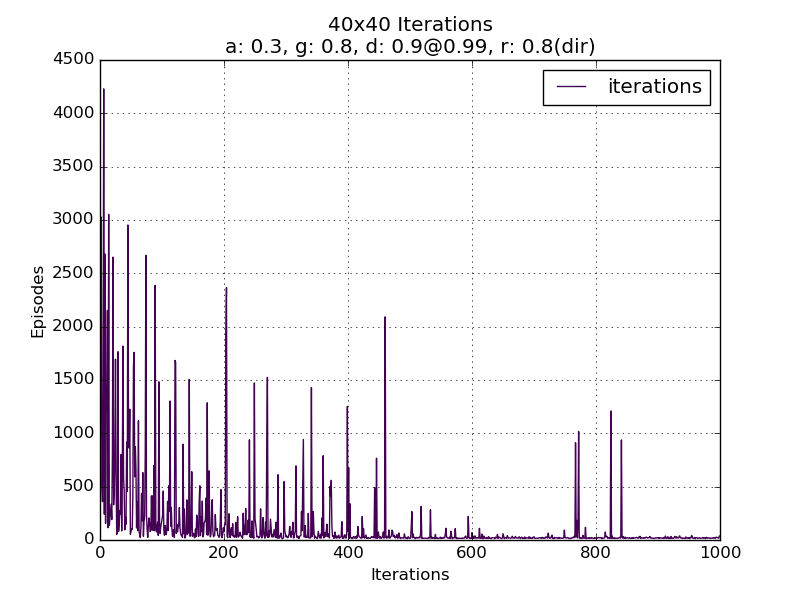 40x40 Iterations
a: 0.3, g: 0.8, d: 0.9@0.99, r: 0.8(dir)
iterations
4500
4000
3500
3000
2500
2000
1500
1000
500
0
Episodes
0 200 400 600 800 1000
Iterations